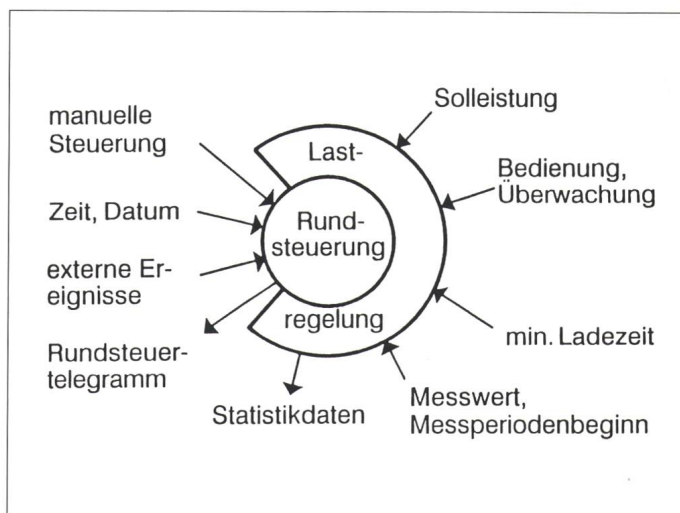 manuelle
Steuerung
Zeit, Datum
externe Er-
eignisse
Rundsteuer-
telegramm
Statistikdaten
Last-
Rund-
steuerung
regelung
Solleistung
Bedienung,
Überwachung
min. Ladezeit
Messwert,
Messperiodenbeginn